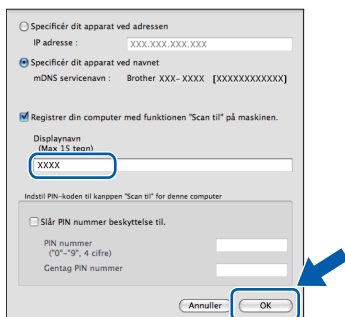 Specificér dit apparat ved adressen
IP adresse : XXX.XXX.XXX.XXX
Specificér dit apparat ved navnet
mDNS servicenavn : Brother XXX-XXXX [XXXXXXXXXXXX]
Registrer din computer med funktionen "Scan til" på maskinen.
Displaynavn
(Max 15 tegn)
XXXX
Indstil PIN-koden til kanppen "Scan til" for denne computer
Slår PIN nummer beskyttelse til.
PIN nummer
("0"-"9", 4 cifre)
Gentag PIN nummer
Annuller OK